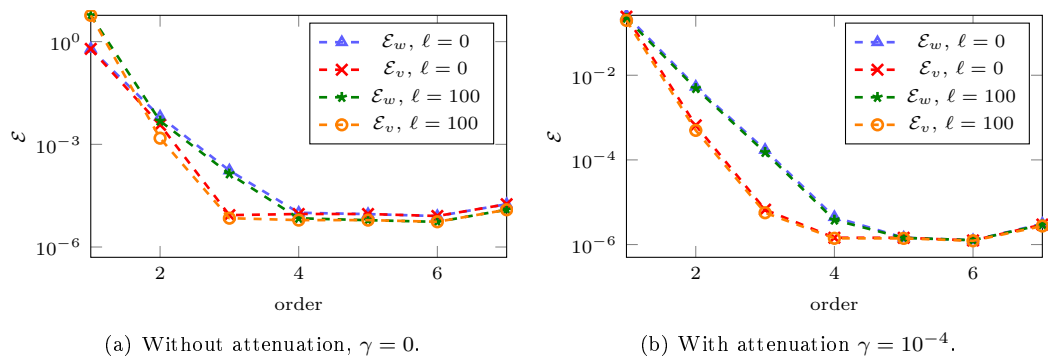 10⁰
10⁻³
10⁻⁶
ℰ
2
4
6
order
ℰ_w, ℓ = 0
ℰ_v, ℓ = 0
ℰ_w, ℓ = 100
ℰ_v, ℓ = 100
(a) Without attenuation, γ = 0.
10⁻²
10⁻⁴
10⁻⁶
ℰ
2
4
6
order
ℰ_w, ℓ = 0
ℰ_v, ℓ = 0
ℰ_w, ℓ = 100
ℰ_v, ℓ = 100
(b) With attenuation γ = 10⁻⁴.